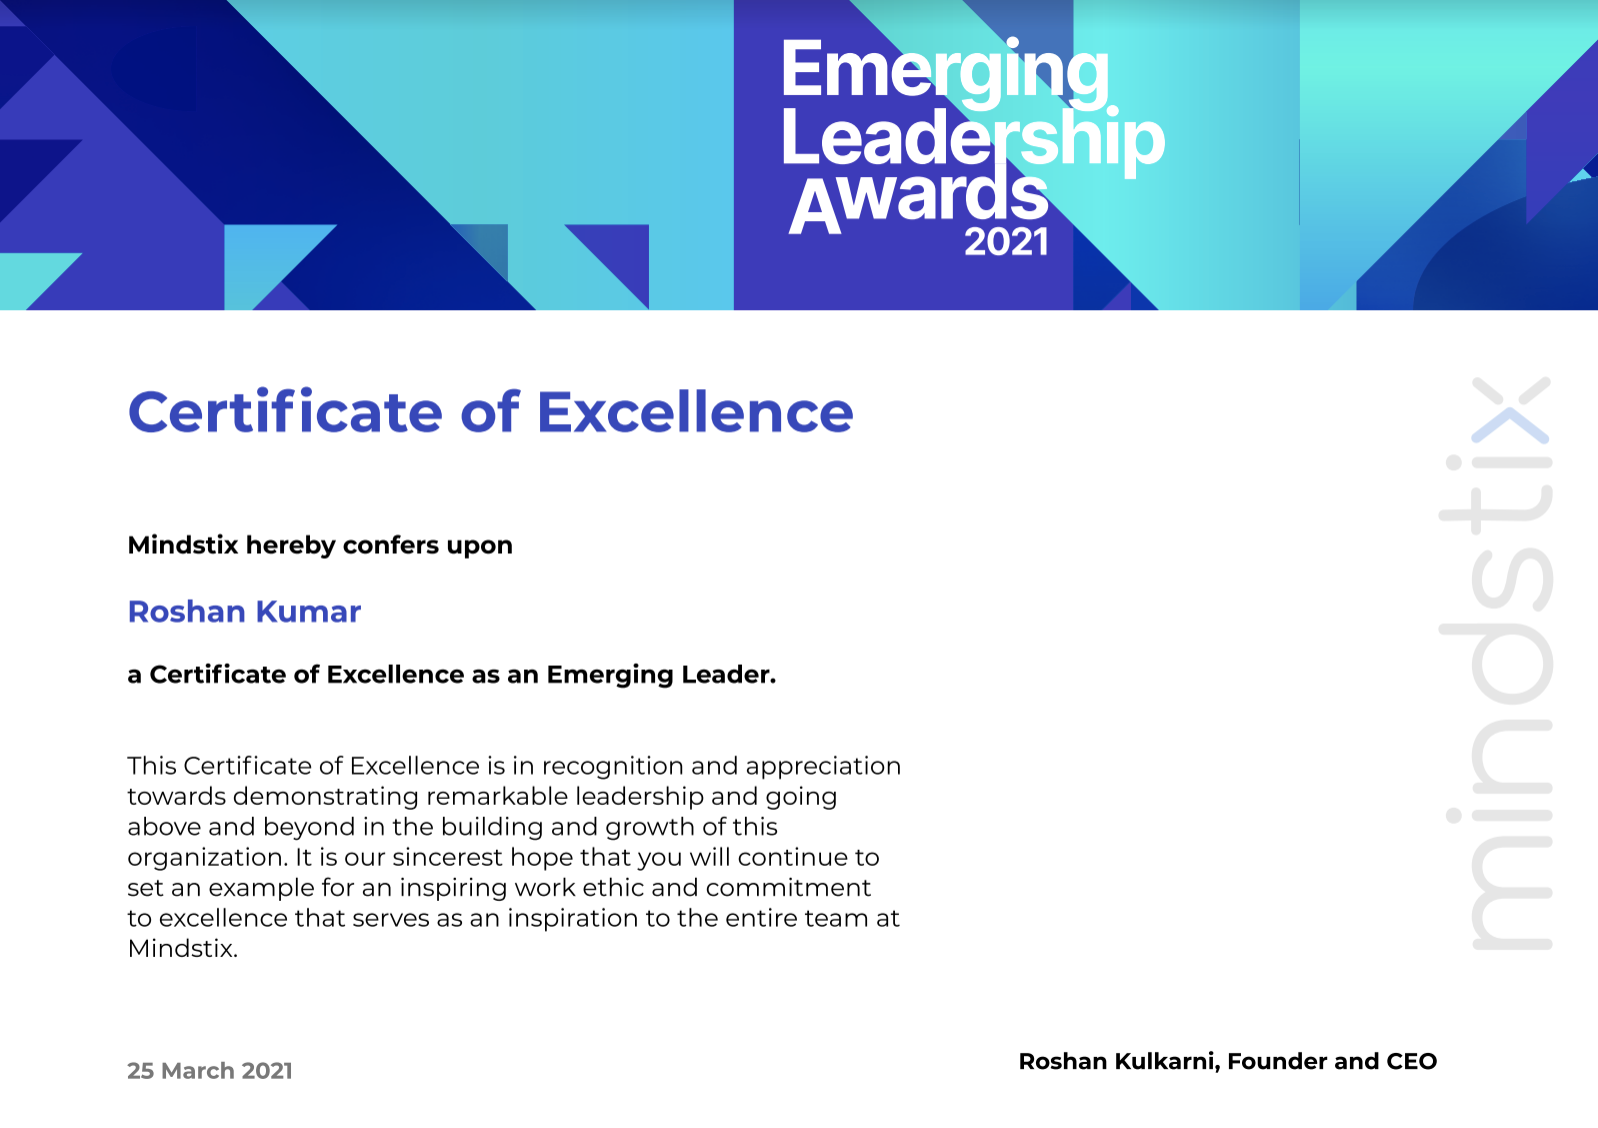 Emerging
Leadership
Awards
2021
Certificate of Excellence
Mindstix hereby confers upon
Roshan Kumar
a Certificate of Excellence as an Emerging Leader.
This Certificate of Excellence is in recognition and appreciation
towards demonstrating remarkable leadership and going
above and beyond in the building and growth of this
organization. It is our sincerest hope that you will continue to
set an example for an inspiring work ethic and commitment
to excellence that serves as an inspiration to the entire team at
Mindstix.
25 March 2021
Roshan Kulkarni, Founder and CEO
mindstix